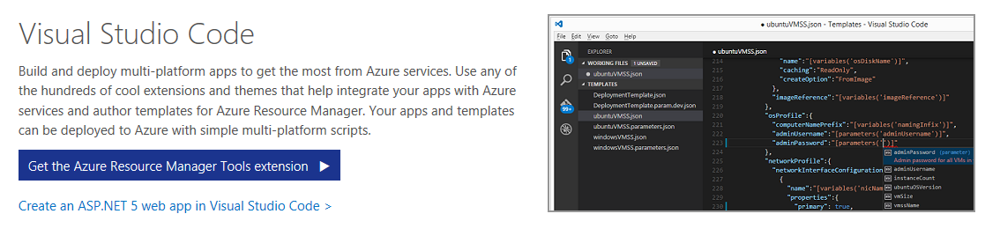 Visual Studio Code
Build and deploy multi-platform apps to get the most from Azure services. Use any of
the hundreds of cool extensions and themes that help integrate your apps with Azure
services and author templates for Azure Resource Manager. Your apps and templates
can be deployed to Azure with simple multi-platform scripts.
Get the Azure Resource Manager Tools extension
Create an ASP.NET 5 web app in Visual Studio Code >
● ubuntuVMSS.json - Templates - Visual Studio Code
File Edit View Goto Help
EXPLORER
WORKING FILES 1 UNSAVED
● ubuntuVMSS.json
TEMPLATES
DeploymentTemplate.json
DeploymentTemplate.param.dev.json
ubuntuVMSS.json
ubuntuVMSS.parameters.json
windowsVMSS.json
windowsVMSS.parameters.json
1
99+
● ubuntuVMSS.json
214 "name":"[variables('osDiskName')]",
215 "caching":"ReadOnly",
216 "createOption":"FromImage"
217 },
218 "imageReference":"[variables('imageReference')]"
219 },
220 "osProfile":{
221 "computerNamePrefix":"[variables('namingInfix')]",
222 "adminUsername":"[parameters('adminUsername')]",
223 "adminPassword":"[parameters('')]"
224 },
225 "networkProfile":{
226 "networkInterfaceConfiguration
227 {
228 "name":"[variables('nicNam
229 "properties":{
230 "primary": true,
adminPassword (parameter)
Admin password for all VMs in
adminUsername
instanceCount
ubuntuOSVersion
vmSize
vmssName